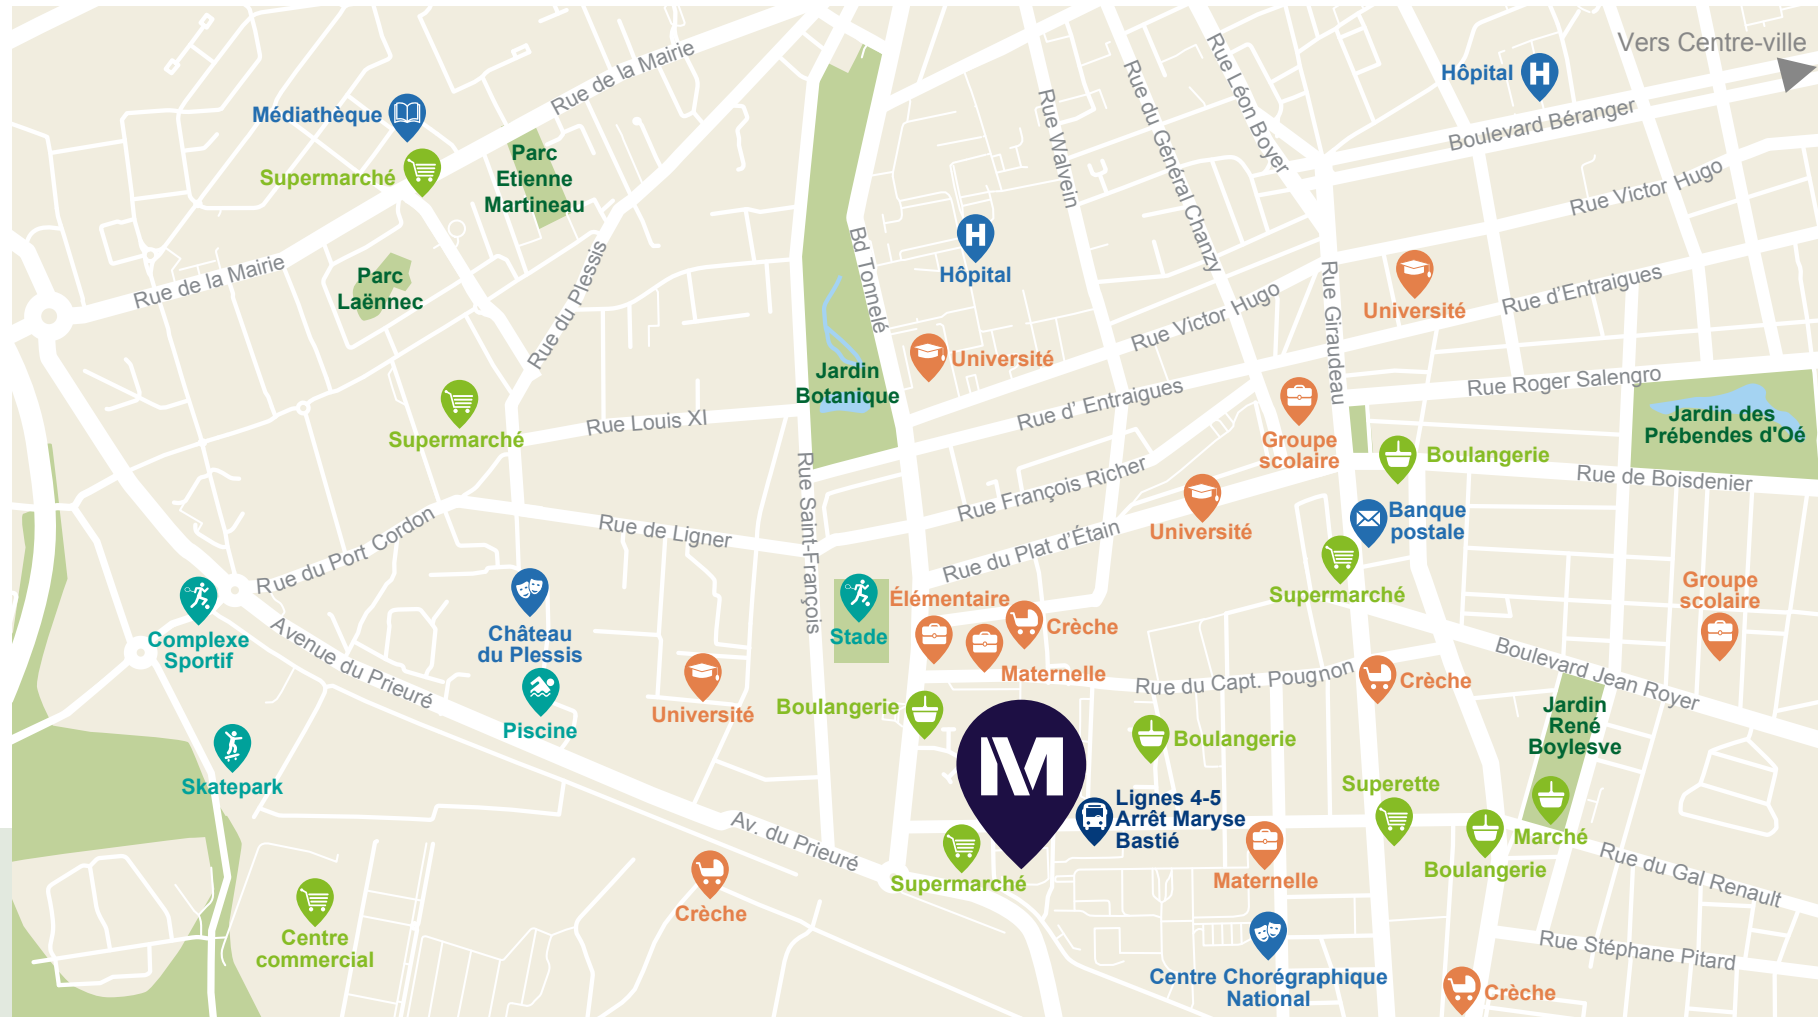 Vers Centre-ville
Rue de la Mairie
Rue Léon Boyer
Hôpital
H
Boulevard Béranger
Médiathèque
Rue Walvein
Rue du Général Chanzy
Supermarché
Parc
Etienne
Martineau
Rue Victor Hugo
H
Hôpital
Bd Tonnelé
Rue de la Mairie
Parc
Laënnec
Rue du Plessis
Rue Giraudeau
Université
Rue d’Entraigues
Rue Victor Hugo
Université
Jardin
Botanique
Rue d’ Entraigues
Rue Roger Salengro
Supermarché
Rue Louis XI
Groupe
scolaire
Jardin des
Prébendes d'Oé
Boulangerie
Rue de Boisdenier
Rue Saint-François
Rue François Richer
Université
Banque
postale
Rue du Port Cordon
Rue de Ligner
Rue du Plat d’Étain
Supermarché
Groupe
scolaire
Complexe
Sportif
Château
du Plessis
Stade
Élémentaire
Crèche
Maternelle
Avenue du Prieuré
Rue du Capt. Pougnon
Crèche
Boulevard Jean Royer
Université
Boulangerie
Piscine
Jardin
René
Boylesve
Boulangerie
Skatepark
M
Superette
Lignes 4-5
Arrêt Maryse
Bastié
Av. du Prieuré
Marché
Boulangerie
Rue du Gal Renault
Supermarché
Maternelle
Crèche
Centre
commercial
Rue Stéphane Pitard
Centre Chorégraphique
National
Crèche